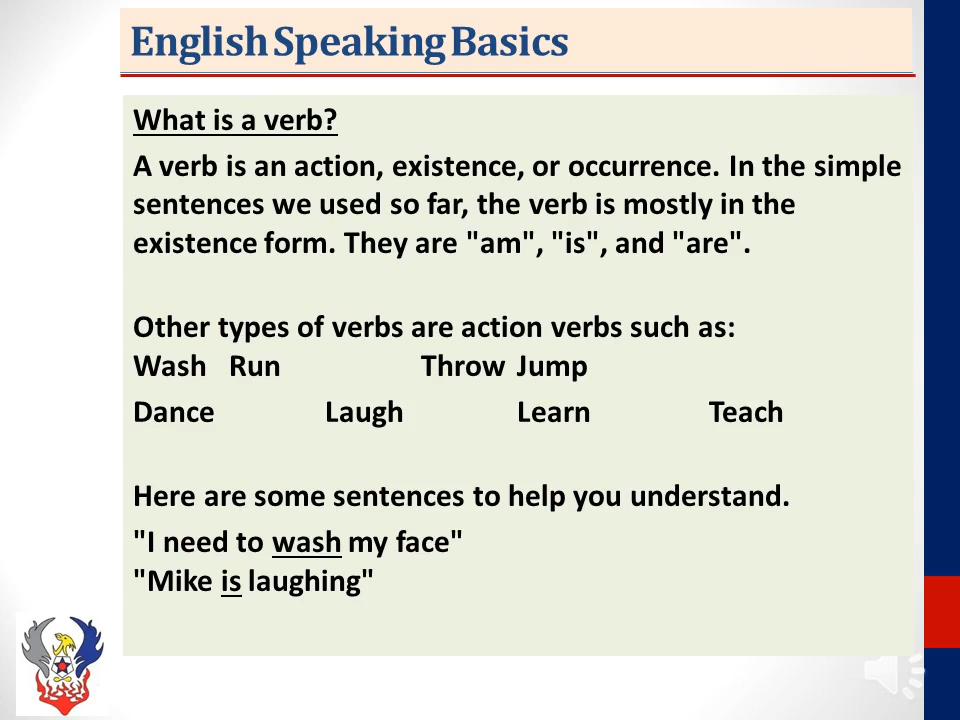 English Speaking Basics
What is a verb?
A verb is an action, existence, or occurrence. In the simple
sentences we used so far, the verb is mostly in the
existence form. They are "am", "is", and "are".
Other types of verbs are action verbs such as:
Wash Run Throw Jump
Dance Laugh Learn Teach
Here are some sentences to help you understand.
"I need to wash my face"
"Mike is laughing"